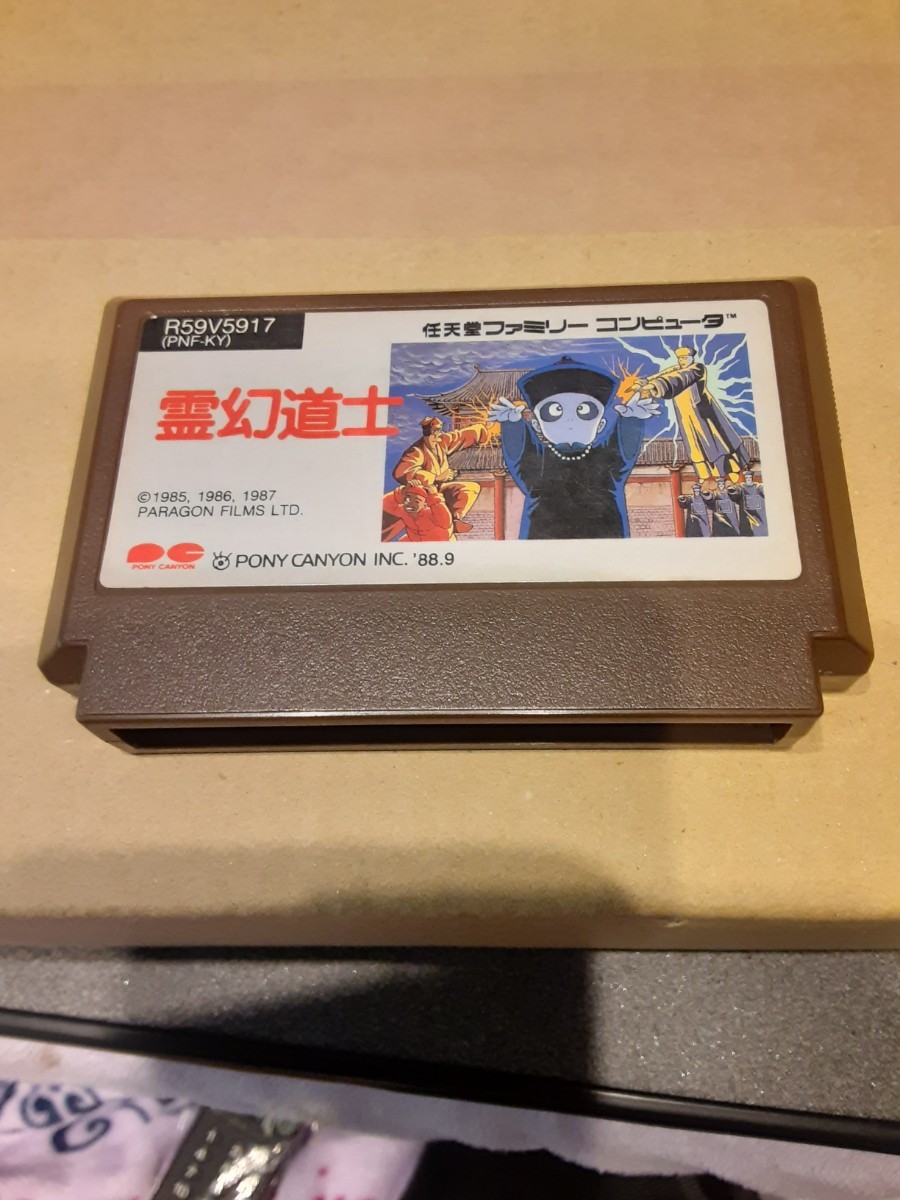 R59V5917
(PNF-KY)
任天堂ファミリー コンピュータ™
霊幻道士
©1985, 1986, 1987
PARAGON FILMS LTD.
PC
PONY CANYON
PONY CANYON INC. '88.9